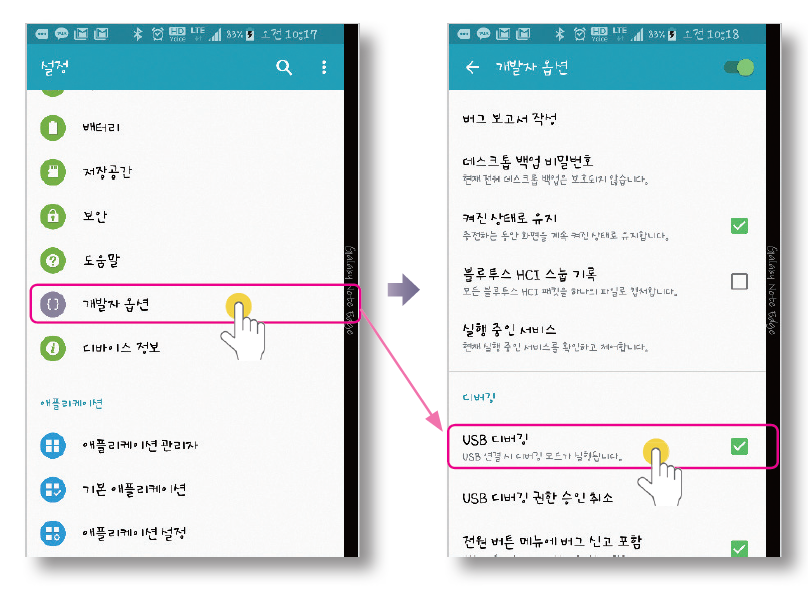 83% 오전 10:17
설정
배터리
저장공간
보안
도움말
개발자 옵션
디바이스 정보
애플리케이션
애플리케이션 관리자
기본 애플리케이션
애플리케이션 설정
Galaxy Note Edge
83% 오전 10:18
개발자 옵션
버그 보고서 작성
데스크톱 백업 비밀번호
현재 전체 데스크톱 백업은 보호되지 않습니다.
켜진 상태로 유지
충전하는 동안 화면을 계속 켜진 상태로 유지합니다.
블루투스 HCI 스눕 기록
모든 블루투스 HCI 패킷을 하나의 파일로 캡처합니다.
실행 중인 서비스
현재 실행 중인 서비스를 확인하고 제어합니다.
디버깅
USB 디버깅
USB 연결 시 디버깅 모드가 실행됩니다.
USB 디버깅 권한 승인 취소
전원 버튼 메뉴에 버그 신고 포함
Galaxy Note Edge